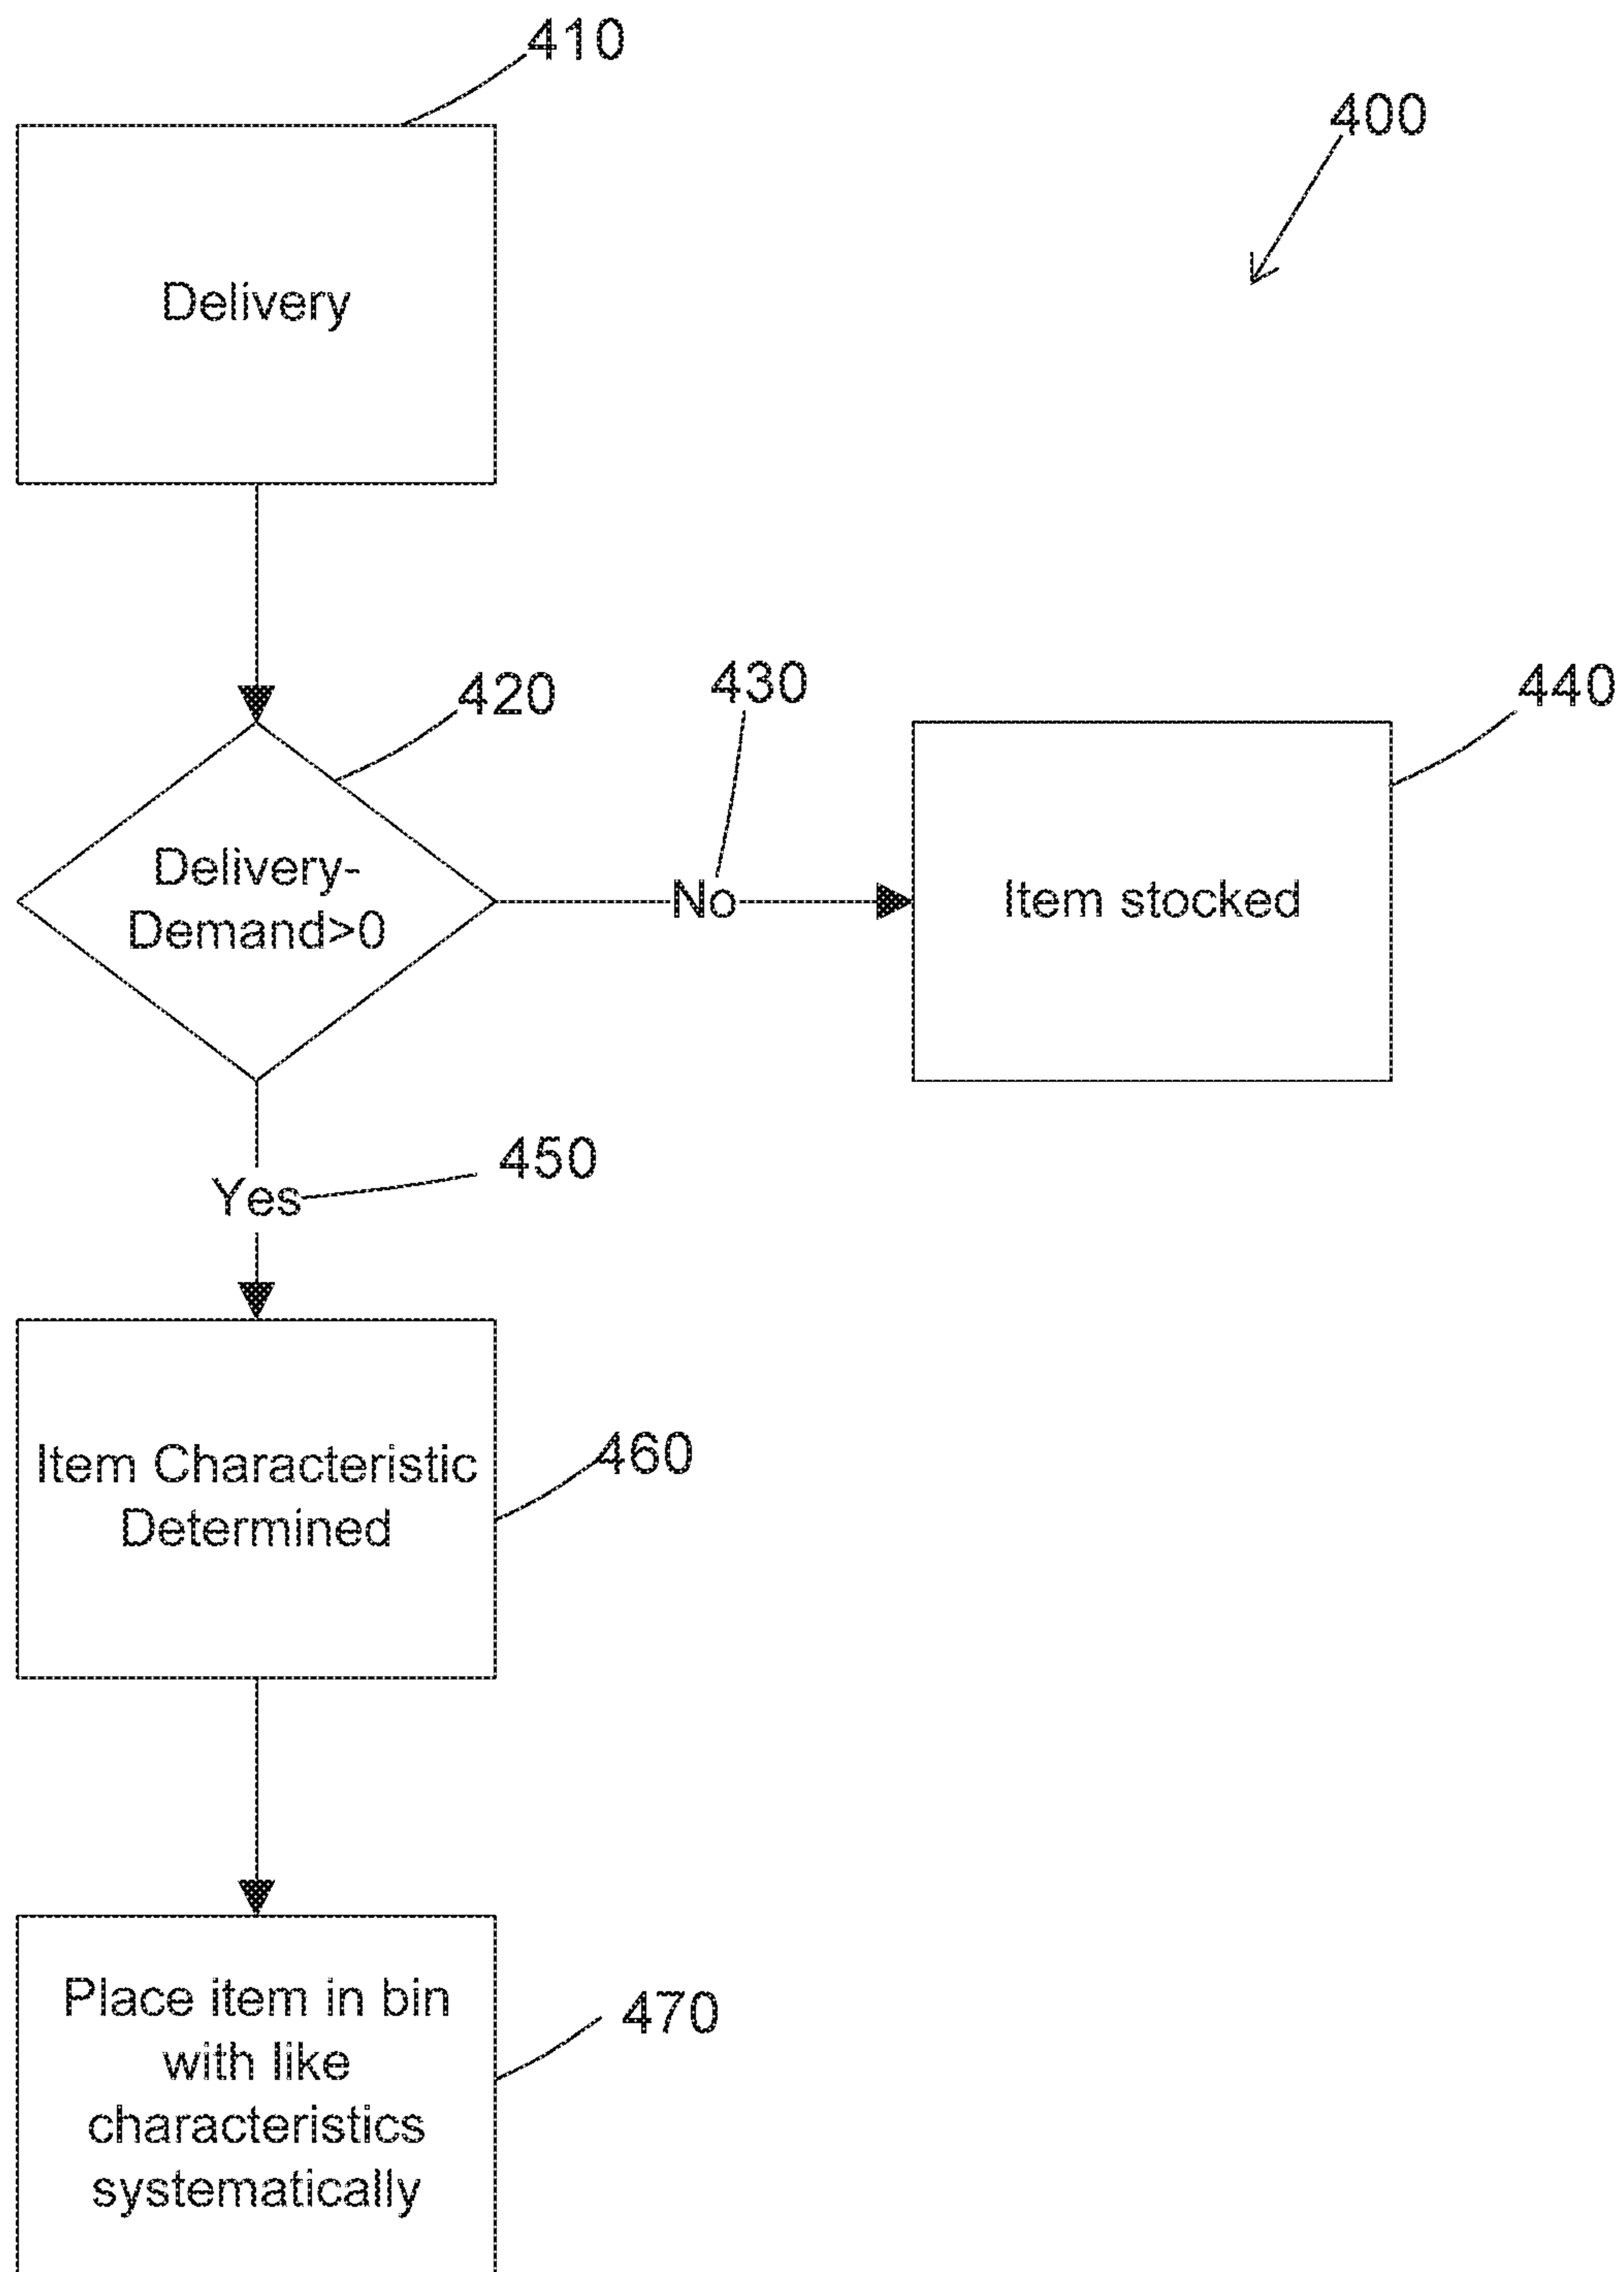 410
400
Delivery
420
430
440
Delivery-
Demand>0
No
Item stocked
450
Yes
460
Item Characteristic
Determined
470
Place item in bin
with like
characteristics
systematically